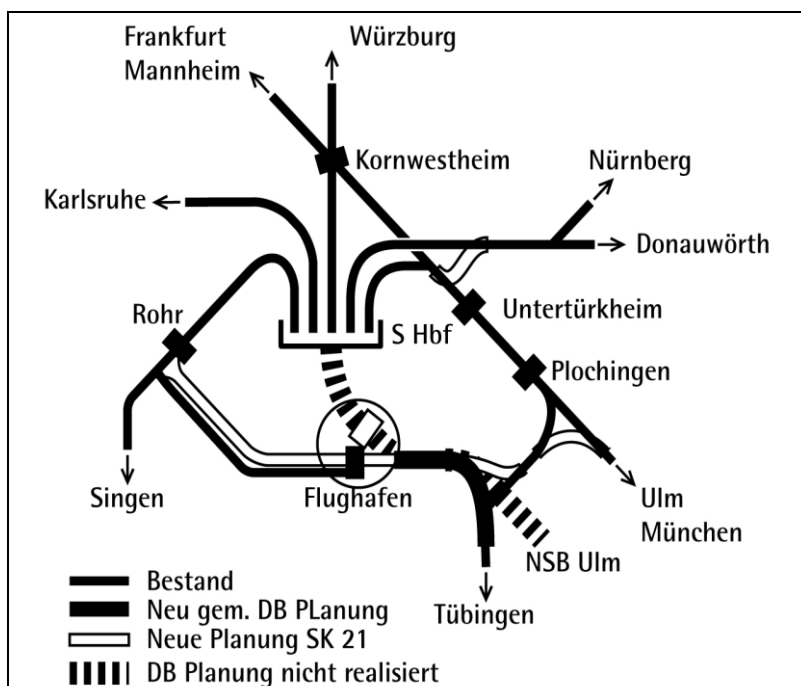 Frankfurt
Mannheim
Würzburg
Kornwestheim
Nürnberg
Karlsruhe
Donauwörth
Rohr
S Hbf
Untertürkheim
Plochingen
Singen
Flughafen
Ulm
München
NSB Ulm
Tübingen
Bestand
Neu gem. DB PLanung
Neue Planung SK 21
DB Planung nicht realisiert